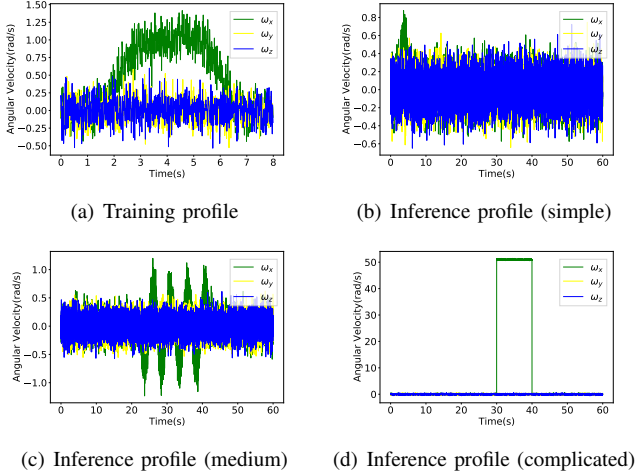 1.50
1.25
1.00
0.75
0.50
0.25
0.00
−0.25
−0.50
Angular Velocity(rad/s)
ωx
ωy
ωz
0 1 2 3 4 5 6 7 8
Time(s)
(a) Training profile
0.8
0.6
0.4
0.2
0.0
−0.2
−0.4
−0.6
Angular Velocity(rad/s)
ωx
ωy
ωz
0 10 20 30 40 50 60
Time(s)
(b) Inference profile (simple)
1.0
0.5
0.0
−0.5
−1.0
Angular Velocity(rad/s)
ωx
ωy
ωz
0 10 20 30 40 50 60
Time(s)
(c) Inference profile (medium)
50
40
30
20
10
0
Angular Velocity(rad/s)
ωx
ωy
ωz
0 10 20 30 40 50 60
Time(s)
(d) Inference profile (complicated)